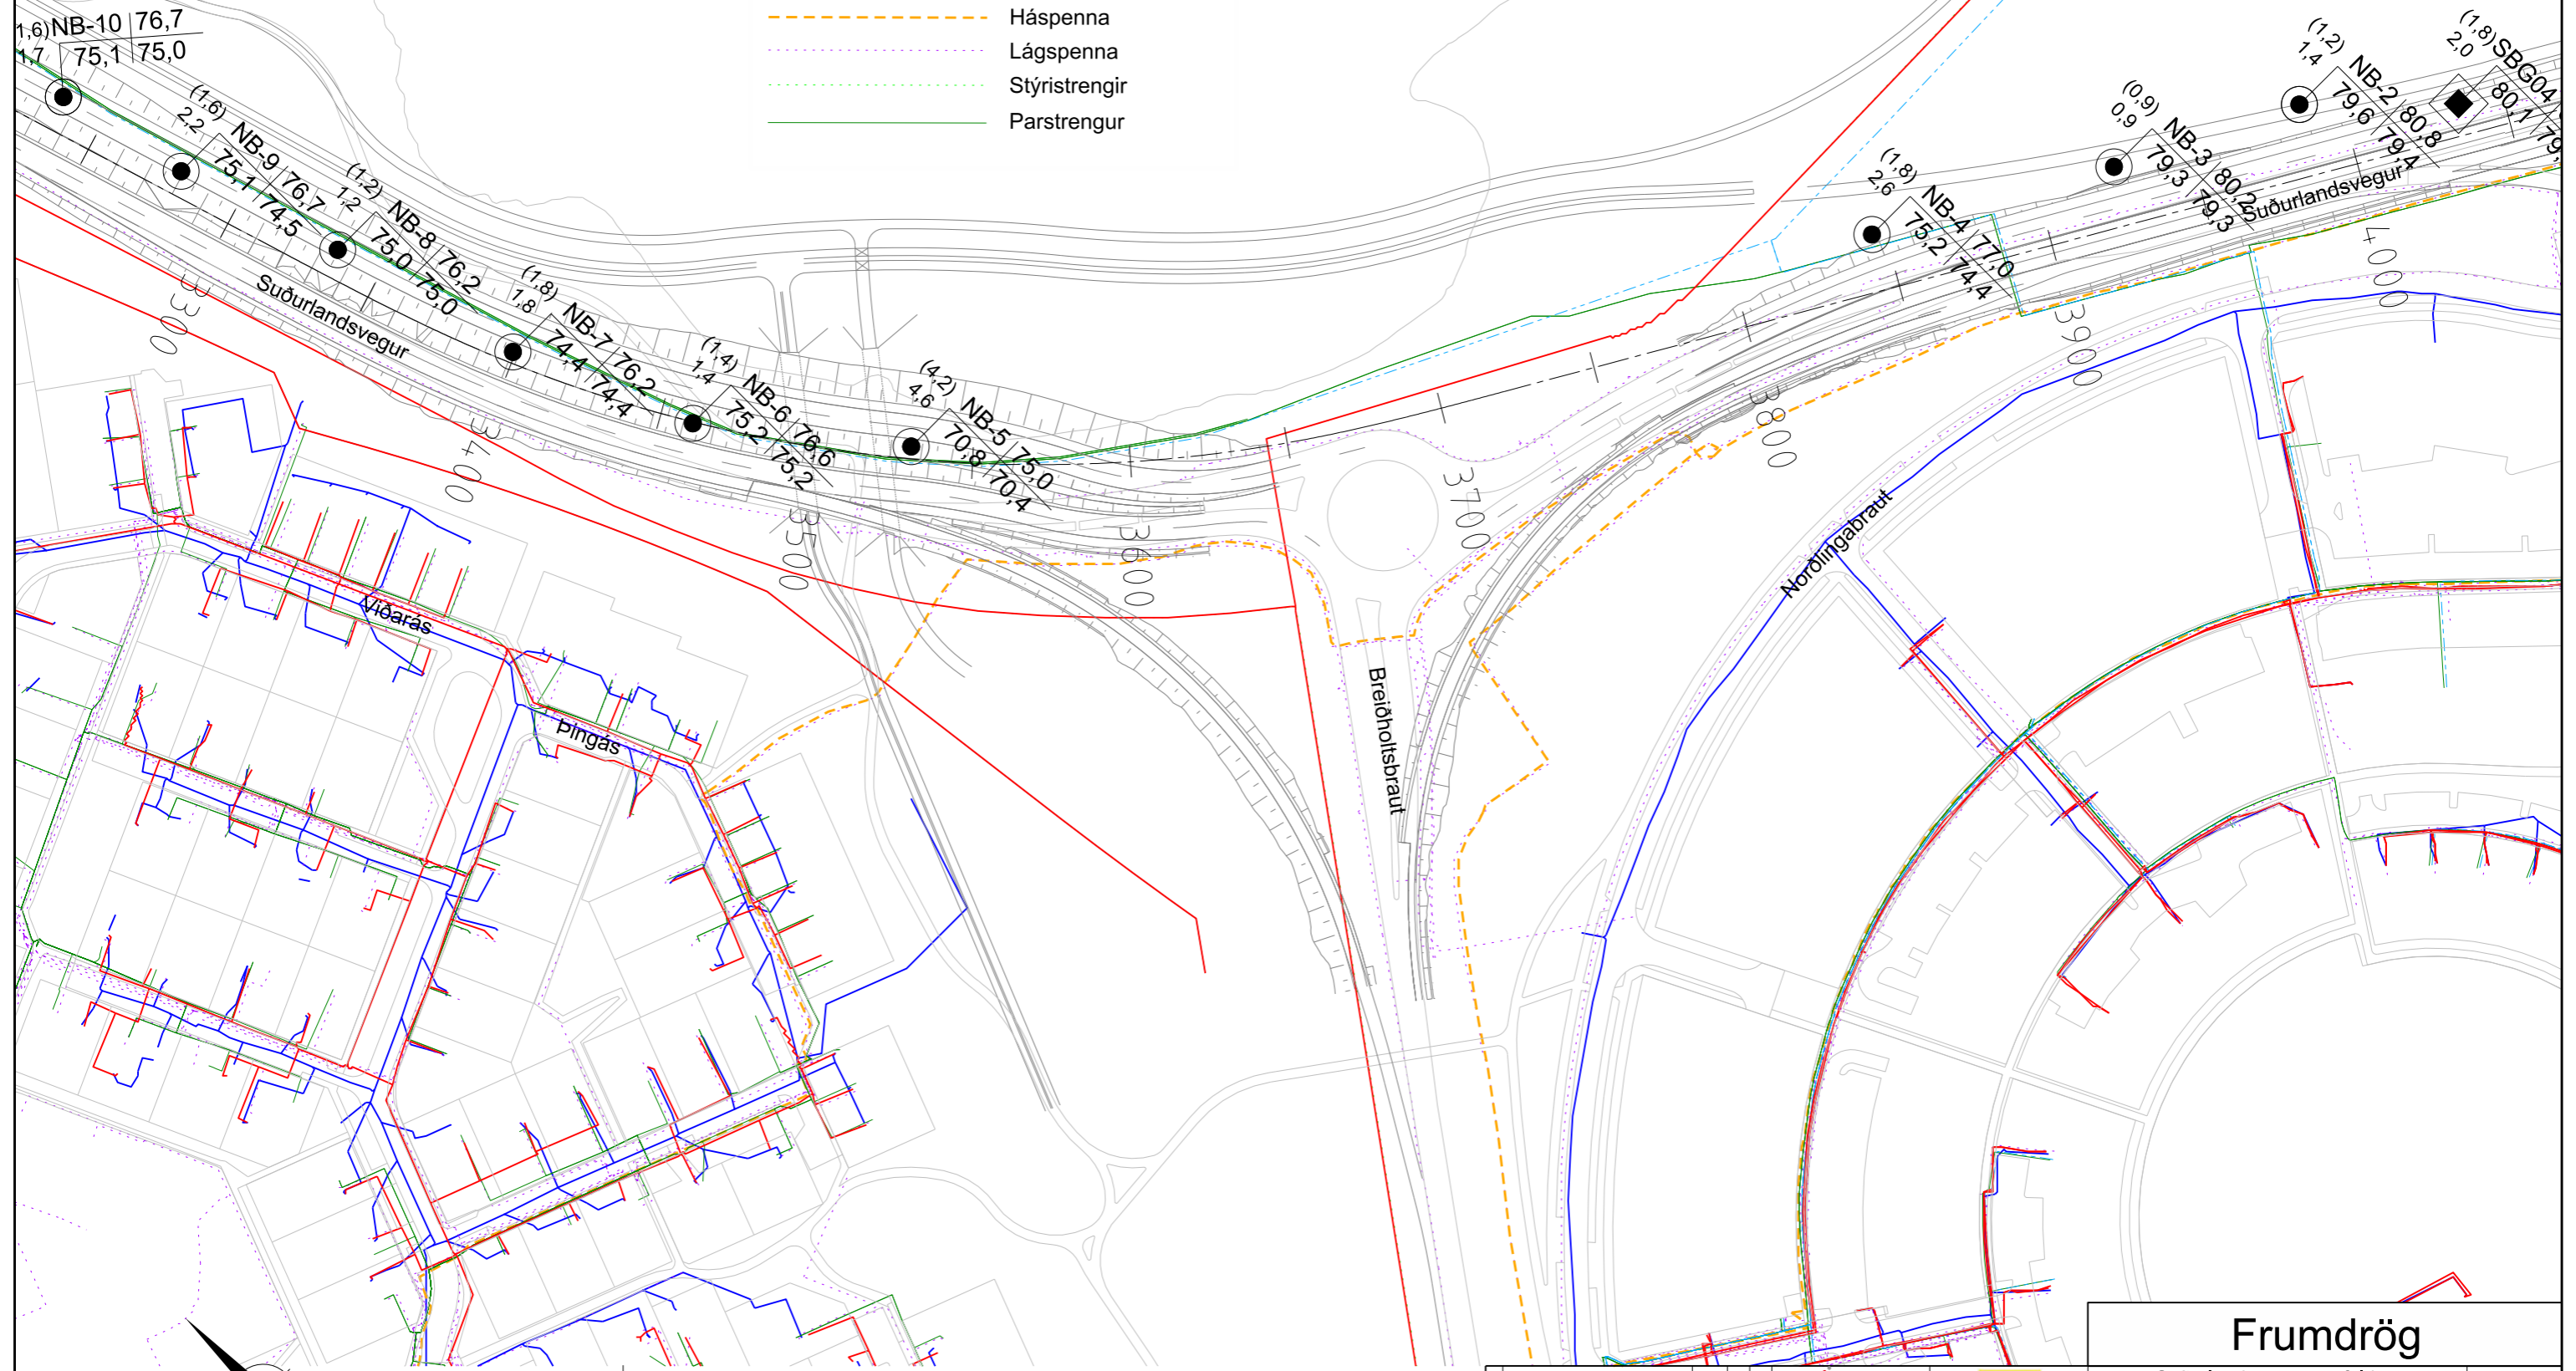 Háspenna
Lágspenna
Stýristrengir
Parstrengur
1,6) NB-10 76,7
1,7 75,1 75,0
(1,6) NB-9 76,7
2,2 75,1 74,5
(1,2) NB-8 76,2
1,2 75,0 75,0
(1,8) NB-7 76,2
1,8 74,4 74,4
(1,4) NB-6 76,6
1,4 75,2 75,2
(4,2) NB-5 75,0
4,6 70,8 70,4
(1,8) NB-4 77,0
2,6 75,2 74,4
(0,9) NB-3 80,2
0,9 79,3 79,3
(1,2) NB-2 80,8
1,4 79,6 79,4
(1,8) SBG04
2,0 80,1 79,
Suðurlandsvegur
Suðurlandsvegur
3300
3400
3500
3600
3700
3800
3900
4000
Viðarás
Þingás
Breiðholtsbraut
Norðlingabraut
Frumdrög